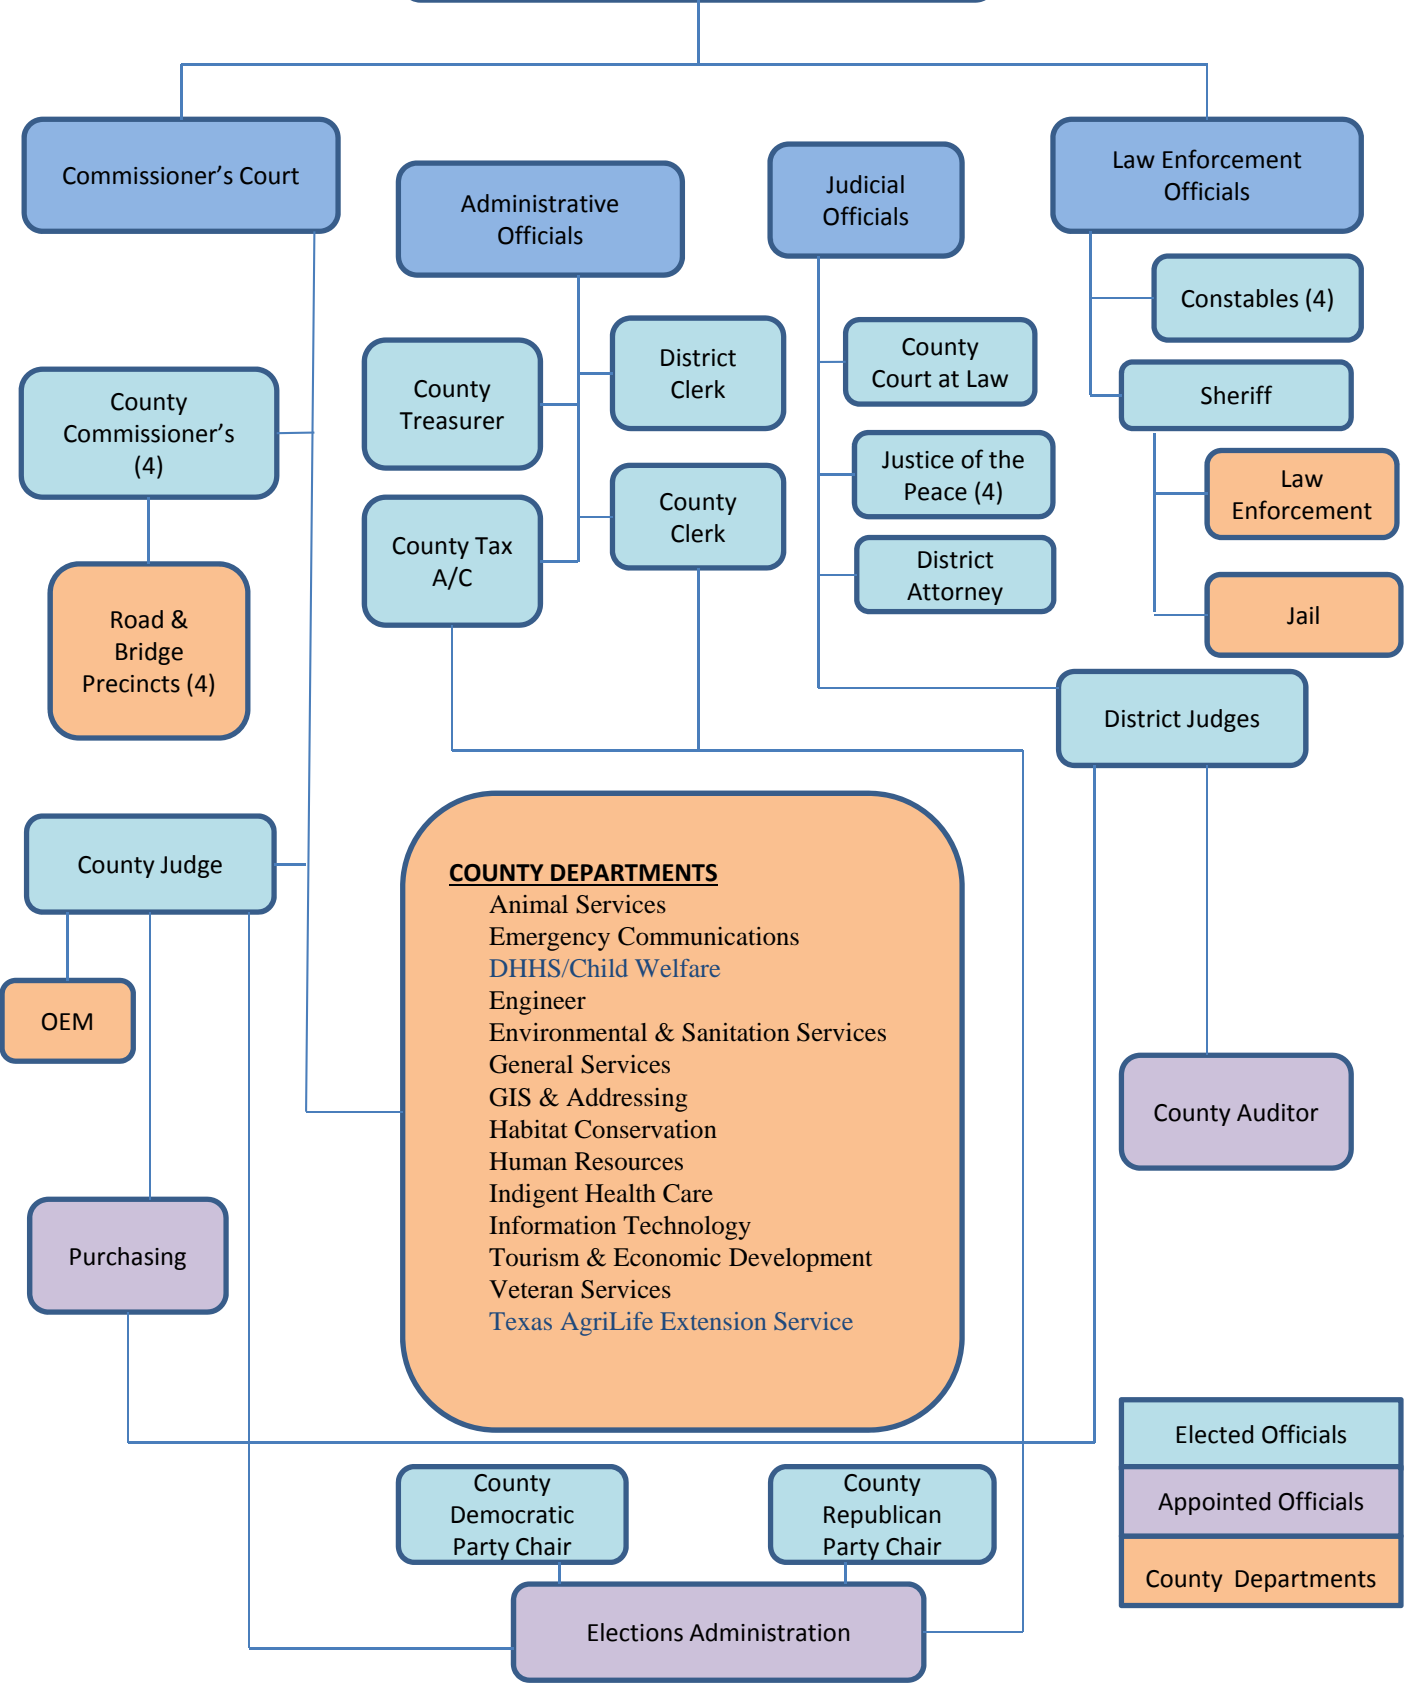 Commissioner's Court
Administrative
Officials
Judicial
Officials
Law Enforcement
Officials
Constables (4)
Sheriff
Law
Enforcement
Jail
County
Commissioner's
(4)
Road &
Bridge
Precincts (4)
County
Treasurer
District
Clerk
County Tax
A/C
County
Clerk
County
Court at Law
Justice of the
Peace (4)
District
Attorney
District Judges
County Judge
OEM
Purchasing
COUNTY DEPARTMENTS
Animal Services
Emergency Communications
DHHS/Child Welfare
Engineer
Environmental & Sanitation Services
General Services
GIS & Addressing
Habitat Conservation
Human Resources
Indigent Health Care
Information Technology
Tourism & Economic Development
Veteran Services
Texas AgriLife Extension Service
County Auditor
County
Democratic
Party Chair
County
Republican
Party Chair
Elections Administration
Elected Officials
Appointed Officials
County  Departments